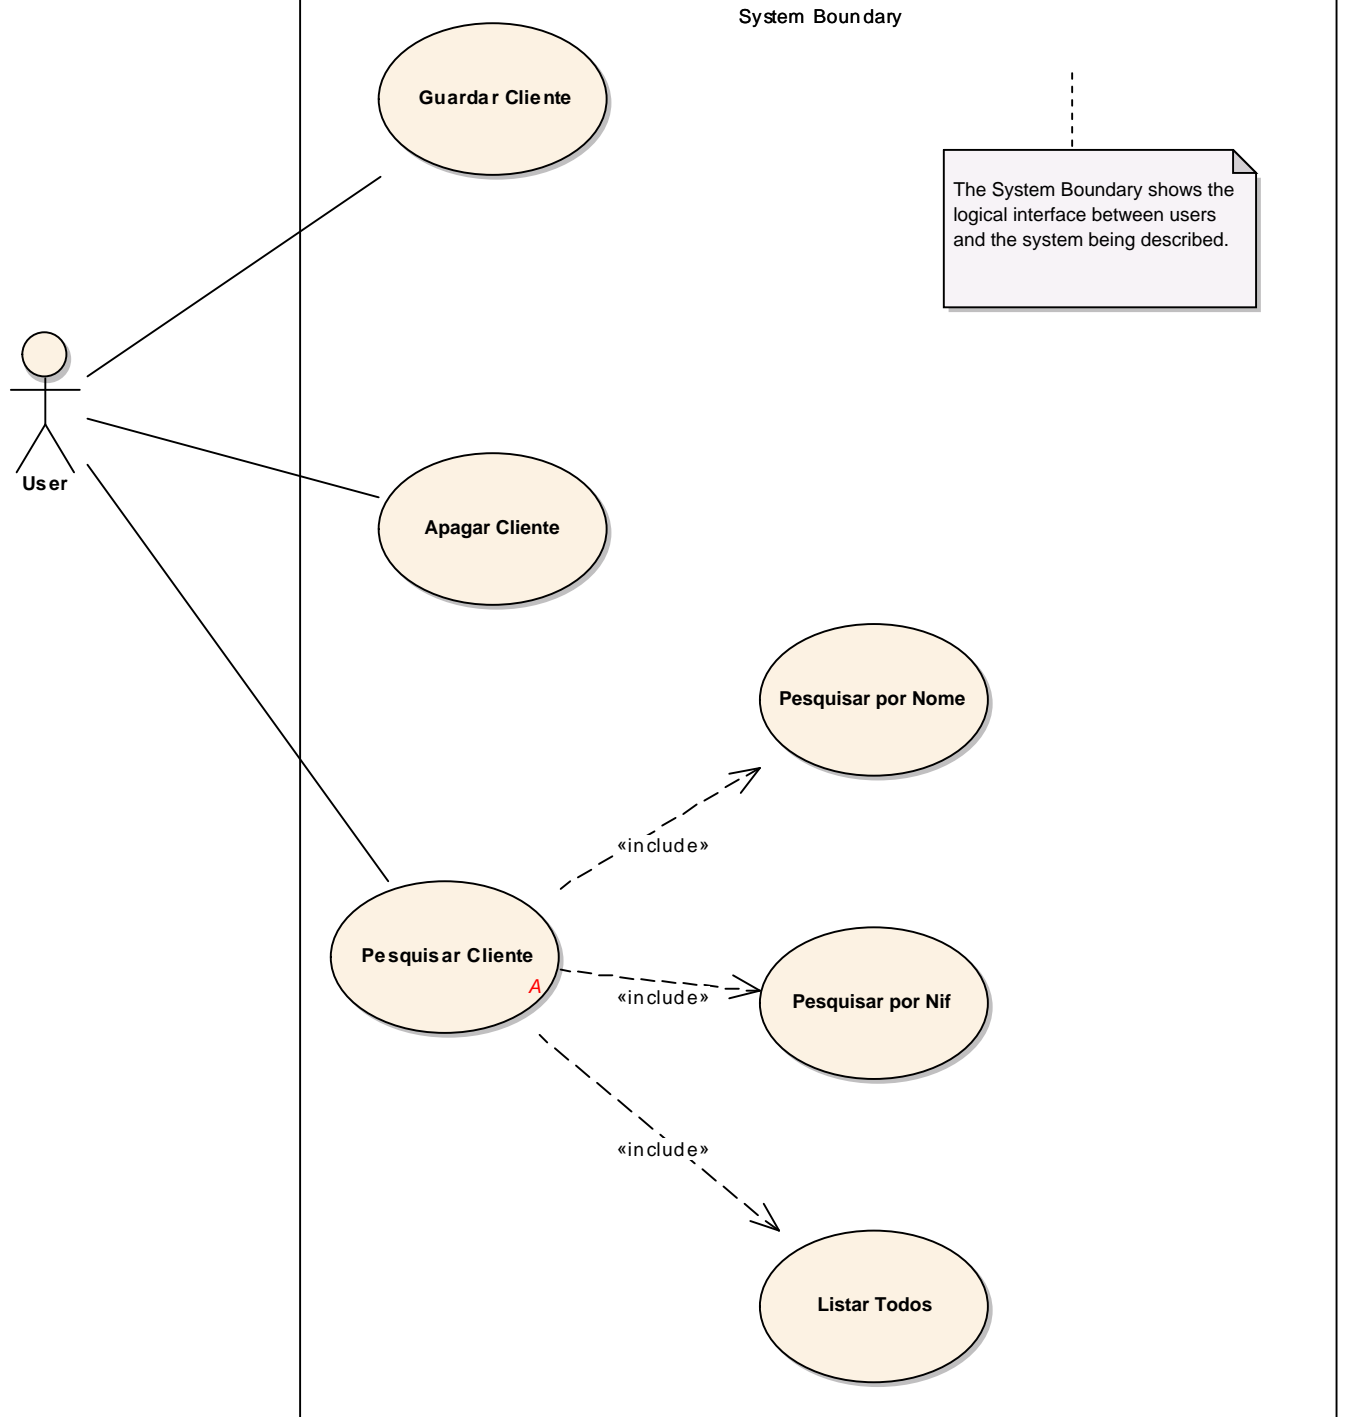 System Boundary
Guardar Cliente
The System Boundary shows the
logical interface between users
and the system being described.
User
Apagar Cliente
Pesquisar por Nome
«include»
Pesquisar Cliente
A
«include»
Pesquisar por Nif
«include»
Listar Todos